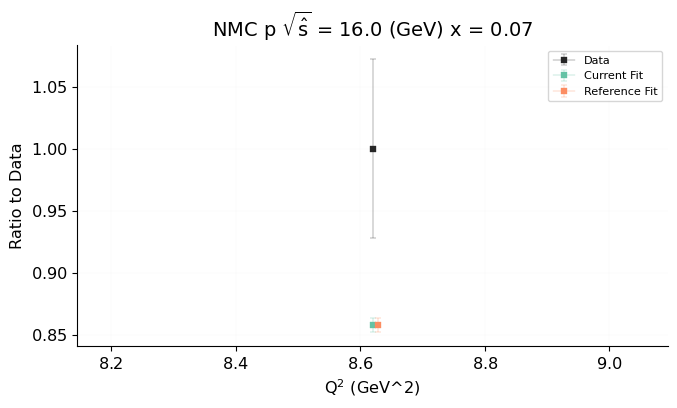 NMC p √ŝ = 16.0 (GeV) x = 0.07
Data
Current Fit
Reference Fit
Ratio to Data
1.05
1.00
0.95
0.90
0.85
8.2 8.4 8.6 8.8 9.0
Q² (GeV^2)